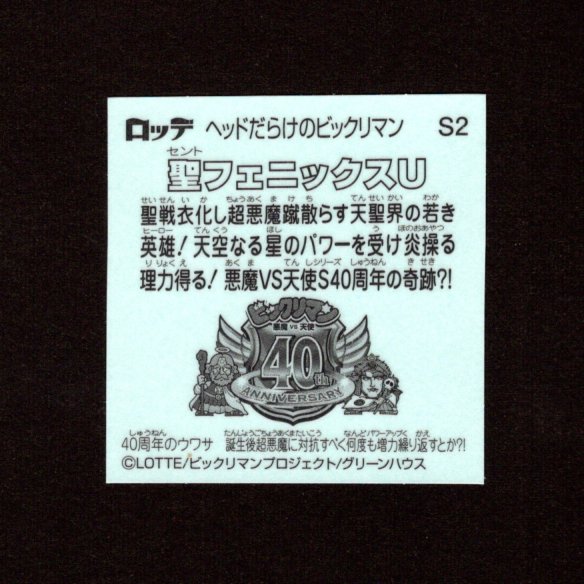 ロッテ ヘッドだらけのビックリマン S2
セント
聖フェニックスU
せいせんいか ちょうあくまけち てんせいかい わか
聖戦衣化し超悪魔蹴散らす天聖界の若き
ヒーロー てんくう ほし う ほのおあやつ
英雄! 天空なる星のパワーを受け炎操る
りりょくえ あくま てんしシリーズ しゅうねん きせき
理力得る! 悪魔VS天使S40周年の奇跡?!
ビックリマン
悪魔VS天使
40th
ANNIVERSARY
しゅうねん たんじょうごちょうあくまたいこう なんどパワーアップく かえ
40周年のウワサ 誕生後超悪魔に対抗すべく何度も増力繰り返すとか?!
©LOTTE/ビックリマンプロジェクト/グリーンハウス